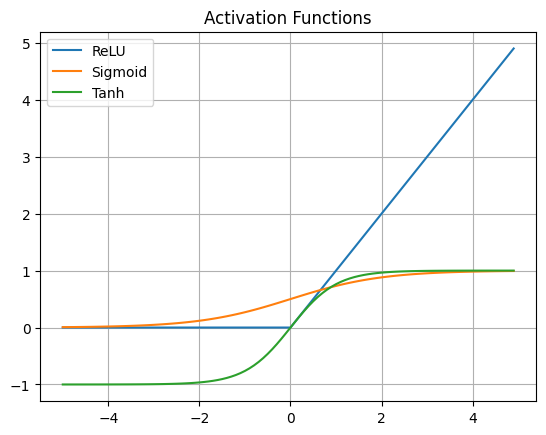 Activation Functions
ReLU
Sigmoid
Tanh
5
4
3
2
1
0
−1
−4 −2 0 2 4